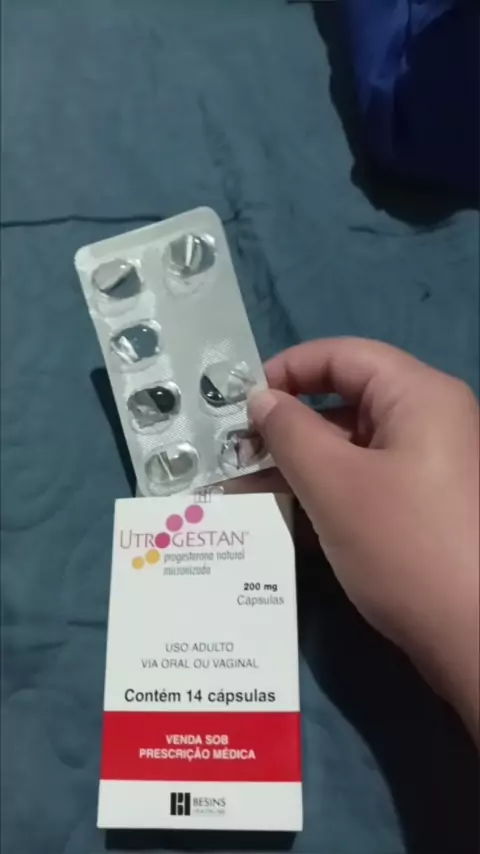 UTROGESTAN®
progesterona natural
micronizada
200 mg
Cápsulas
USO ADULTO
VIA ORAL OU VAGINAL
Contém 14 cápsulas
VENDA SOB
PRESCRIÇÃO MÉDICA
BESINS
HEALTHCARE